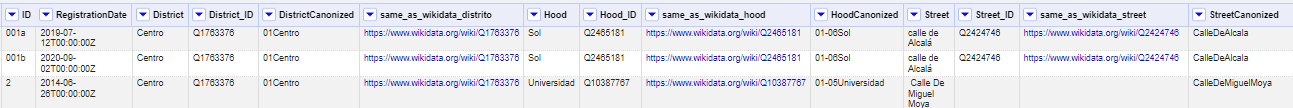 ID RegistrationDate District District_ID DistrictCanonized same_as_wikidata_distrito Hood Hood_ID same_as_wikidata_hood HoodCanonized Street Street_ID same_as_wikidata_street StreetCanonized
001a 2019-07-12T00:00:00Z Centro Q1763376 01Centro https://www.wikidata.org/wiki/Q1763376 Sol Q2465181 https://www.wikidata.org/wiki/Q2465181 01-06Sol calle de Alcalá Q2424746 https://www.wikidata.org/wiki/Q2424746 CalleDeAlcala
001b 2020-09-02T00:00:00Z Centro Q1763376 01Centro https://www.wikidata.org/wiki/Q1763376 Sol Q2465181 https://www.wikidata.org/wiki/Q2465181 01-06Sol calle de Alcalá Q2424746 https://www.wikidata.org/wiki/Q2424746 CalleDeAlcala
2 2014-06-26T00:00:00Z Centro Q1763376 01Centro https://www.wikidata.org/wiki/Q1763376 Universidad Q10387767 https://www.wikidata.org/wiki/Q10387767 01-05Universidad Calle De Miguel Moya CalleDeMiguelMoya